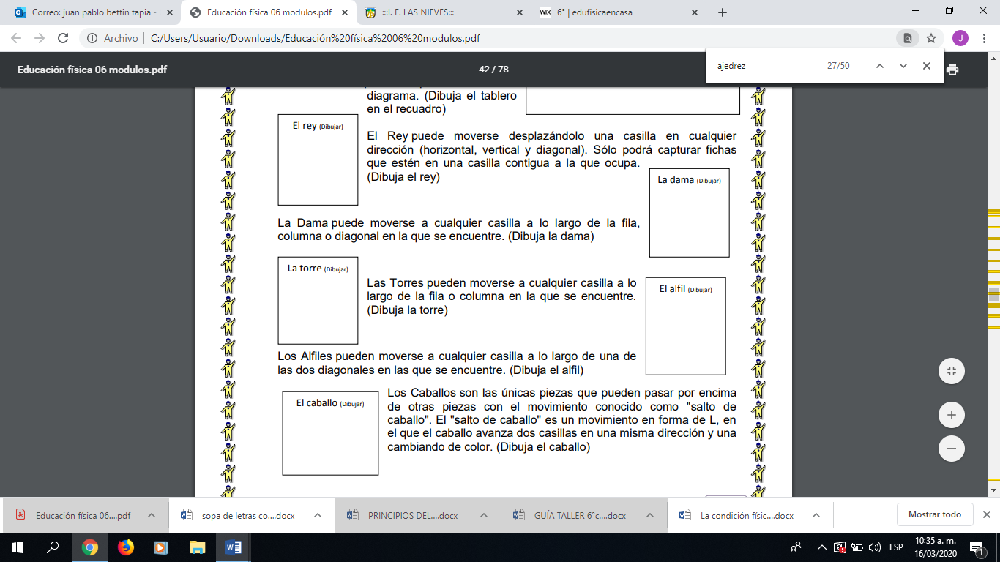 Correo: juan pablo bettin tapia -
Educación física 06 modulos.pdf
:::I. E. LAS NIEVES:::
WIX 6° | edufisicaencasa
Archivo
C:/Users/Usuario/Downloads/Educación%20física%2006%20modulos.pdf
J
ajedrez
27/50
Educación física 06 modulos.pdf
42 / 78
diagrama. (Dibuja el tablero
en el recuadro)
El rey (Dibujar)
El Rey puede moverse desplazándolo una casilla en cualquier
dirección (horizontal, vertical y diagonal). Sólo podrá capturar fichas
que estén en una casilla contigua a la que ocupa.
(Dibuja el rey)
La dama (Dibujar)
La Dama puede moverse a cualquier casilla a lo largo de la fila,
columna o diagonal en la que se encuentre. (Dibuja la dama)
La torre (Dibujar)
Las Torres pueden moverse a cualquier casilla a lo
largo de la fila o columna en la que se encuentre.
(Dibuja la torre)
El alfil (Dibujar)
Los Alfiles pueden moverse a cualquier casilla a lo largo de una de
las dos diagonales en las que se encuentre. (Dibuja el alfil)
El caballo (Dibujar)
Los Caballos son las únicas piezas que pueden pasar por encima
de otras piezas con el movimiento conocido como "salto de
caballo". El "salto de caballo" es un movimiento en forma de L, en
el que el caballo avanza dos casillas en una misma dirección y una
cambiando de color. (Dibuja el caballo)
Educación física 06....pdf
sopa de letras co....docx
PRINCIPIOS DEL....docx
GUÍA TALLER 6°c....docx
La condición físic....docx
Mostrar todo
ESP
10:35 a. m.
16/03/2020
1